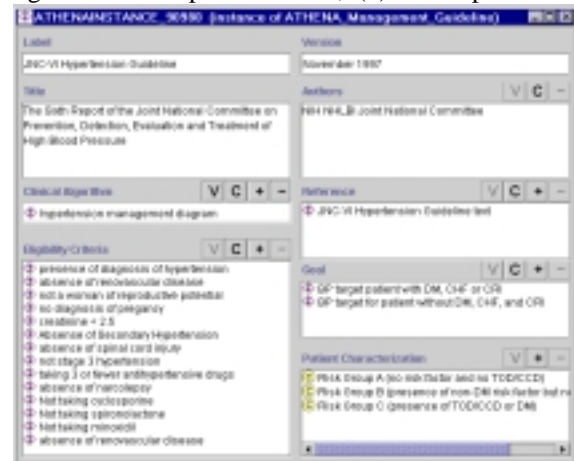 ATHENAINSTANCE_90990 (instance of ATHENA_Management_Guideline)
Label
JNC-VI Hypertension Guideline
Version
November 1997
Title
The Sixth Report of the Joint National Committee on
Prevention, Detection, Evaluation and Treatment of
High Blood Pressure
Authors
V C -
NIH NHLBI Joint National Committee
Clinical Algorithm
V C + -
hypertension management diagram
Reference
V C + -
JNC-VI Hypertension Guideline text
Eligibility Criteria
V C + -
presence of diagnosis of hypertension
absence of renovascular disease
not a woman of reproductive potential
no diagnosis of pregancy
creatinine < 2.5
Absence of Secondary Hypertension
absence of spinal cord injury
not stage 3 hypertension
taking 3 or fewer antihypertensive drugs
absence of narcolepsy
Not taking cyclosporine
Not taking spironolactone
Not taking minoxidil
absence of renovascular disease
Goal
V C + -
BP target patient with DM, CHF or CRI
BP target for patient without DM, CHF, and CRI
Patient Characterization
V + -
Risk Group A (no risk factor and no TOD/CCD)
Risk Group B (presence of non-DM risk factor but no
Risk Group C (presence of TOD/CCD or DM)